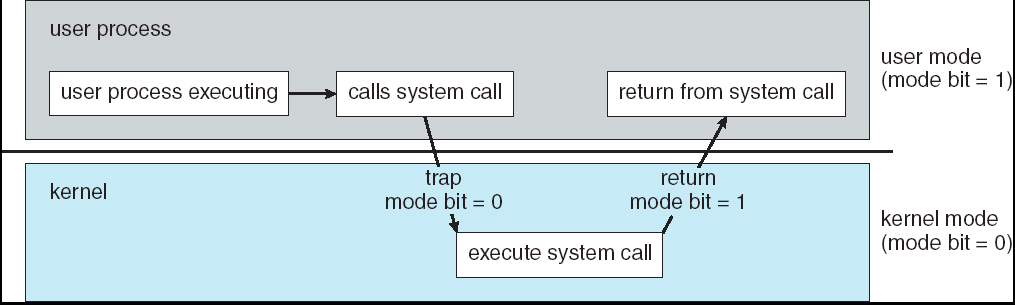 user process
user process executing
calls system call
return from system call
user mode
(mode bit = 1)
trap
mode bit = 0
return
mode bit = 1
kernel
execute system call
kernel mode
(mode bit = 0)